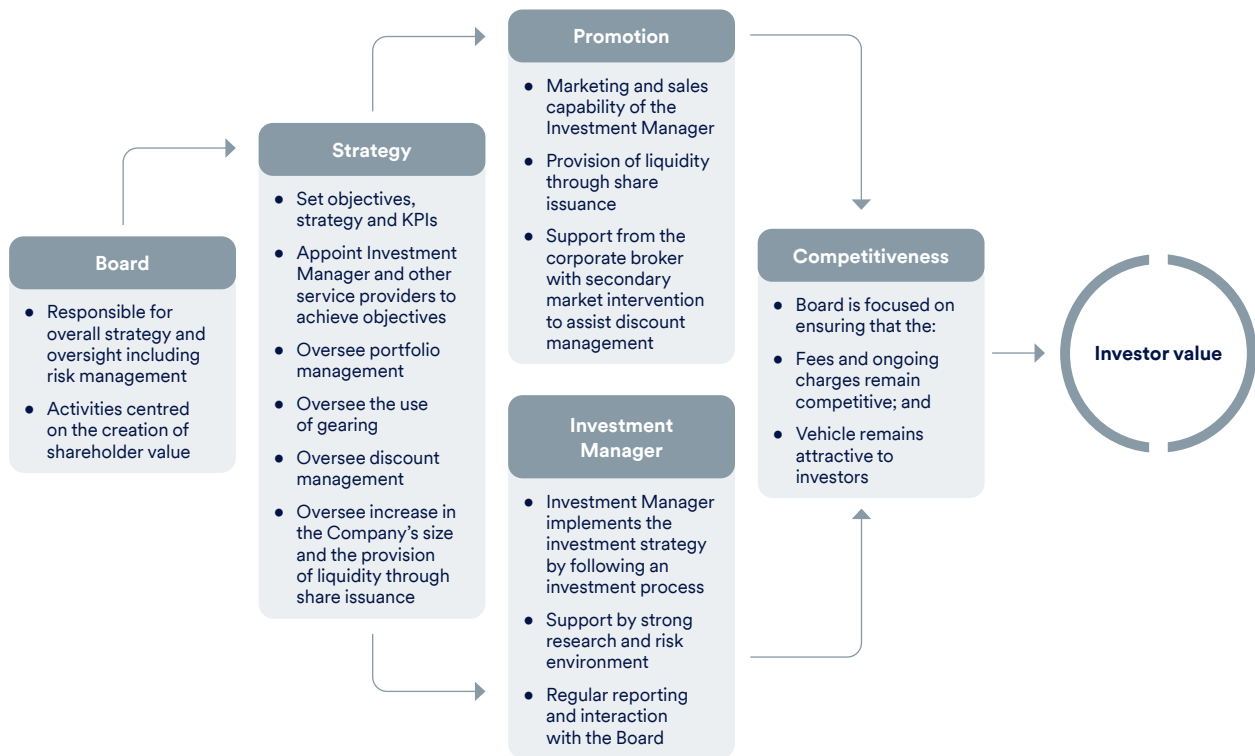 Board
● Responsible for
overall strategy and
oversight including
risk management
● Activities centred
on the creation of
shareholder value
Strategy
● Set objectives,
strategy and KPIs
● Appoint Investment
Manager and other
service providers to
achieve objectives
● Oversee portfolio
management
● Oversee the use
of gearing
● Oversee discount
management
● Oversee increase in
the Company’s size
and the provision
of liquidity through
share issuance
Promotion
● Marketing and sales
capability of the
Investment Manager
● Provision of liquidity
through share
issuance
● Support from the
corporate broker
with secondary
market intervention
to assist discount
management
Investment
Manager
● Investment Manager
implements the
investment strategy
by following an
investment process
● Support by strong
research and risk
environment
● Regular reporting
and interaction
with the Board
Competitiveness
● Board is focused on
ensuring that the:
● Fees and ongoing
charges remain
competitive; and
● Vehicle remains
attractive to
investors
Investor value